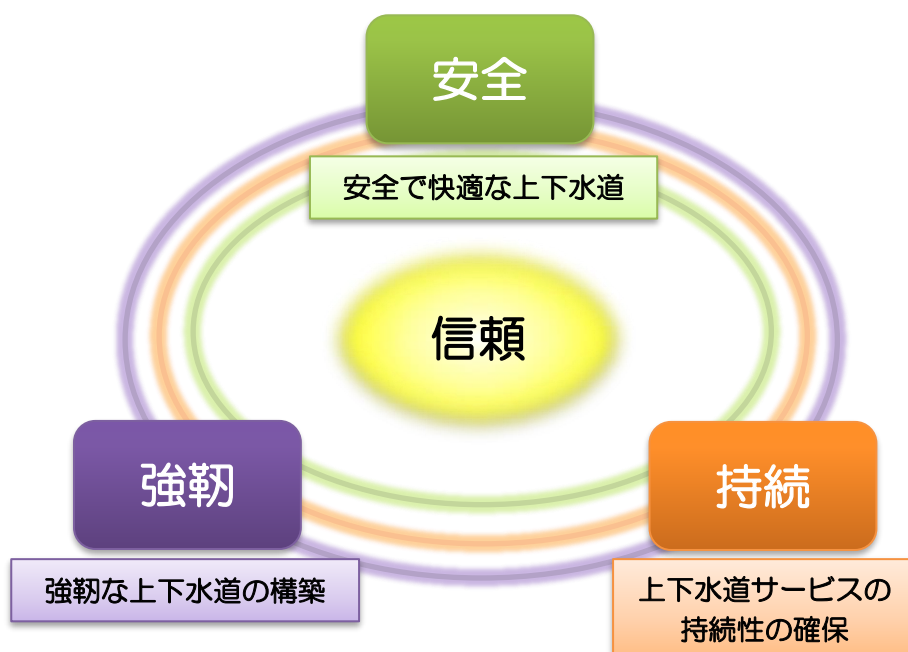 安全
安全で快適な上下水道
信頼
強靭
強靭な上下水道の構築
持続
上下水道サービスの
持続性の確保